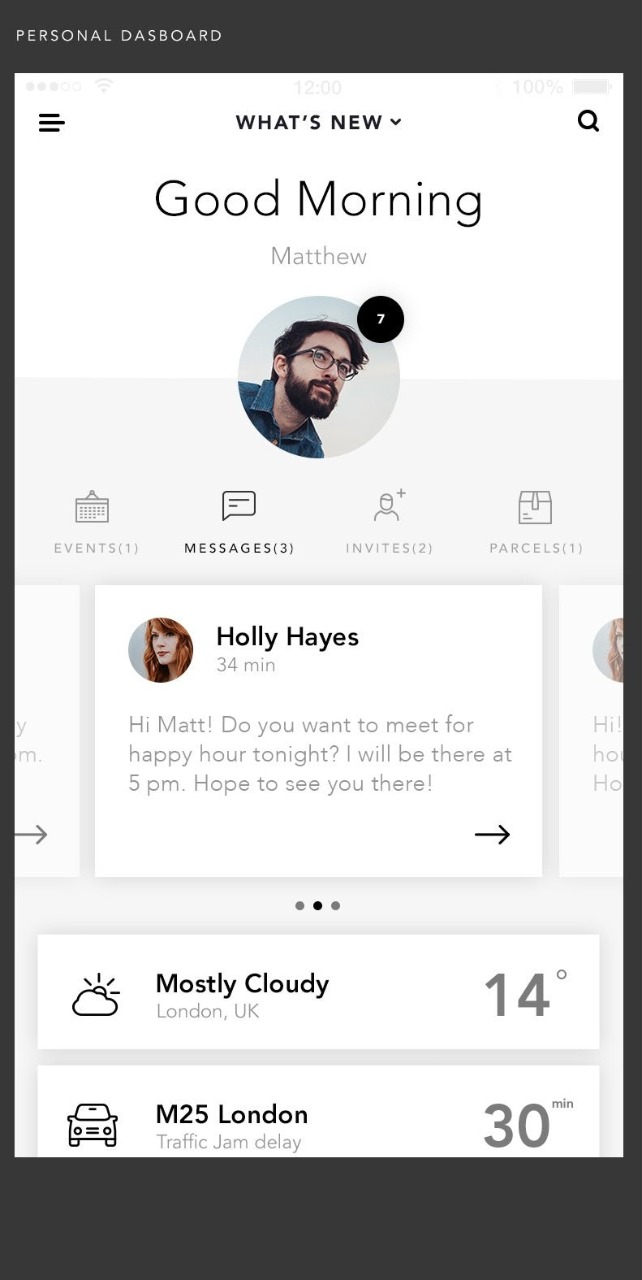 PERSONAL DASBOARD
12:00
100%
WHAT'S NEW
Good Morning
Matthew
7
EVENTS(1)
MESSAGES(3)
INVITES(2)
PARCELS(1)
Holly Hayes
34 min
Hi Matt! Do you want to meet for
happy hour tonight? I will be there at
5 pm. Hope to see you there!
y
om.
Hi!
hou
Ho
Mostly Cloudy
London, UK
14°
M25 London
Traffic Jam delay
30 min